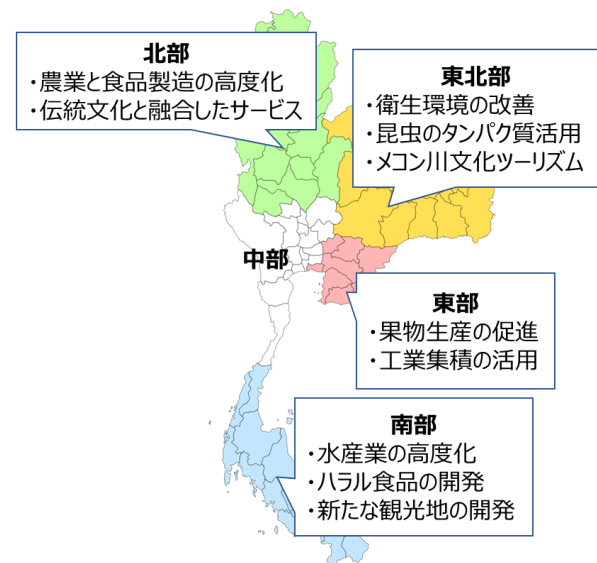 北部
・農業と食品製造の高度化
・伝統文化と融合したサービス
東北部
・衛生環境の改善
・昆虫のタンパク質活用
・メコン川文化ツーリズム
中部
東部
・果物生産の促進
・工業集積の活用
南部
・水産業の高度化
・ハラル食品の開発
・新たな観光地の開発